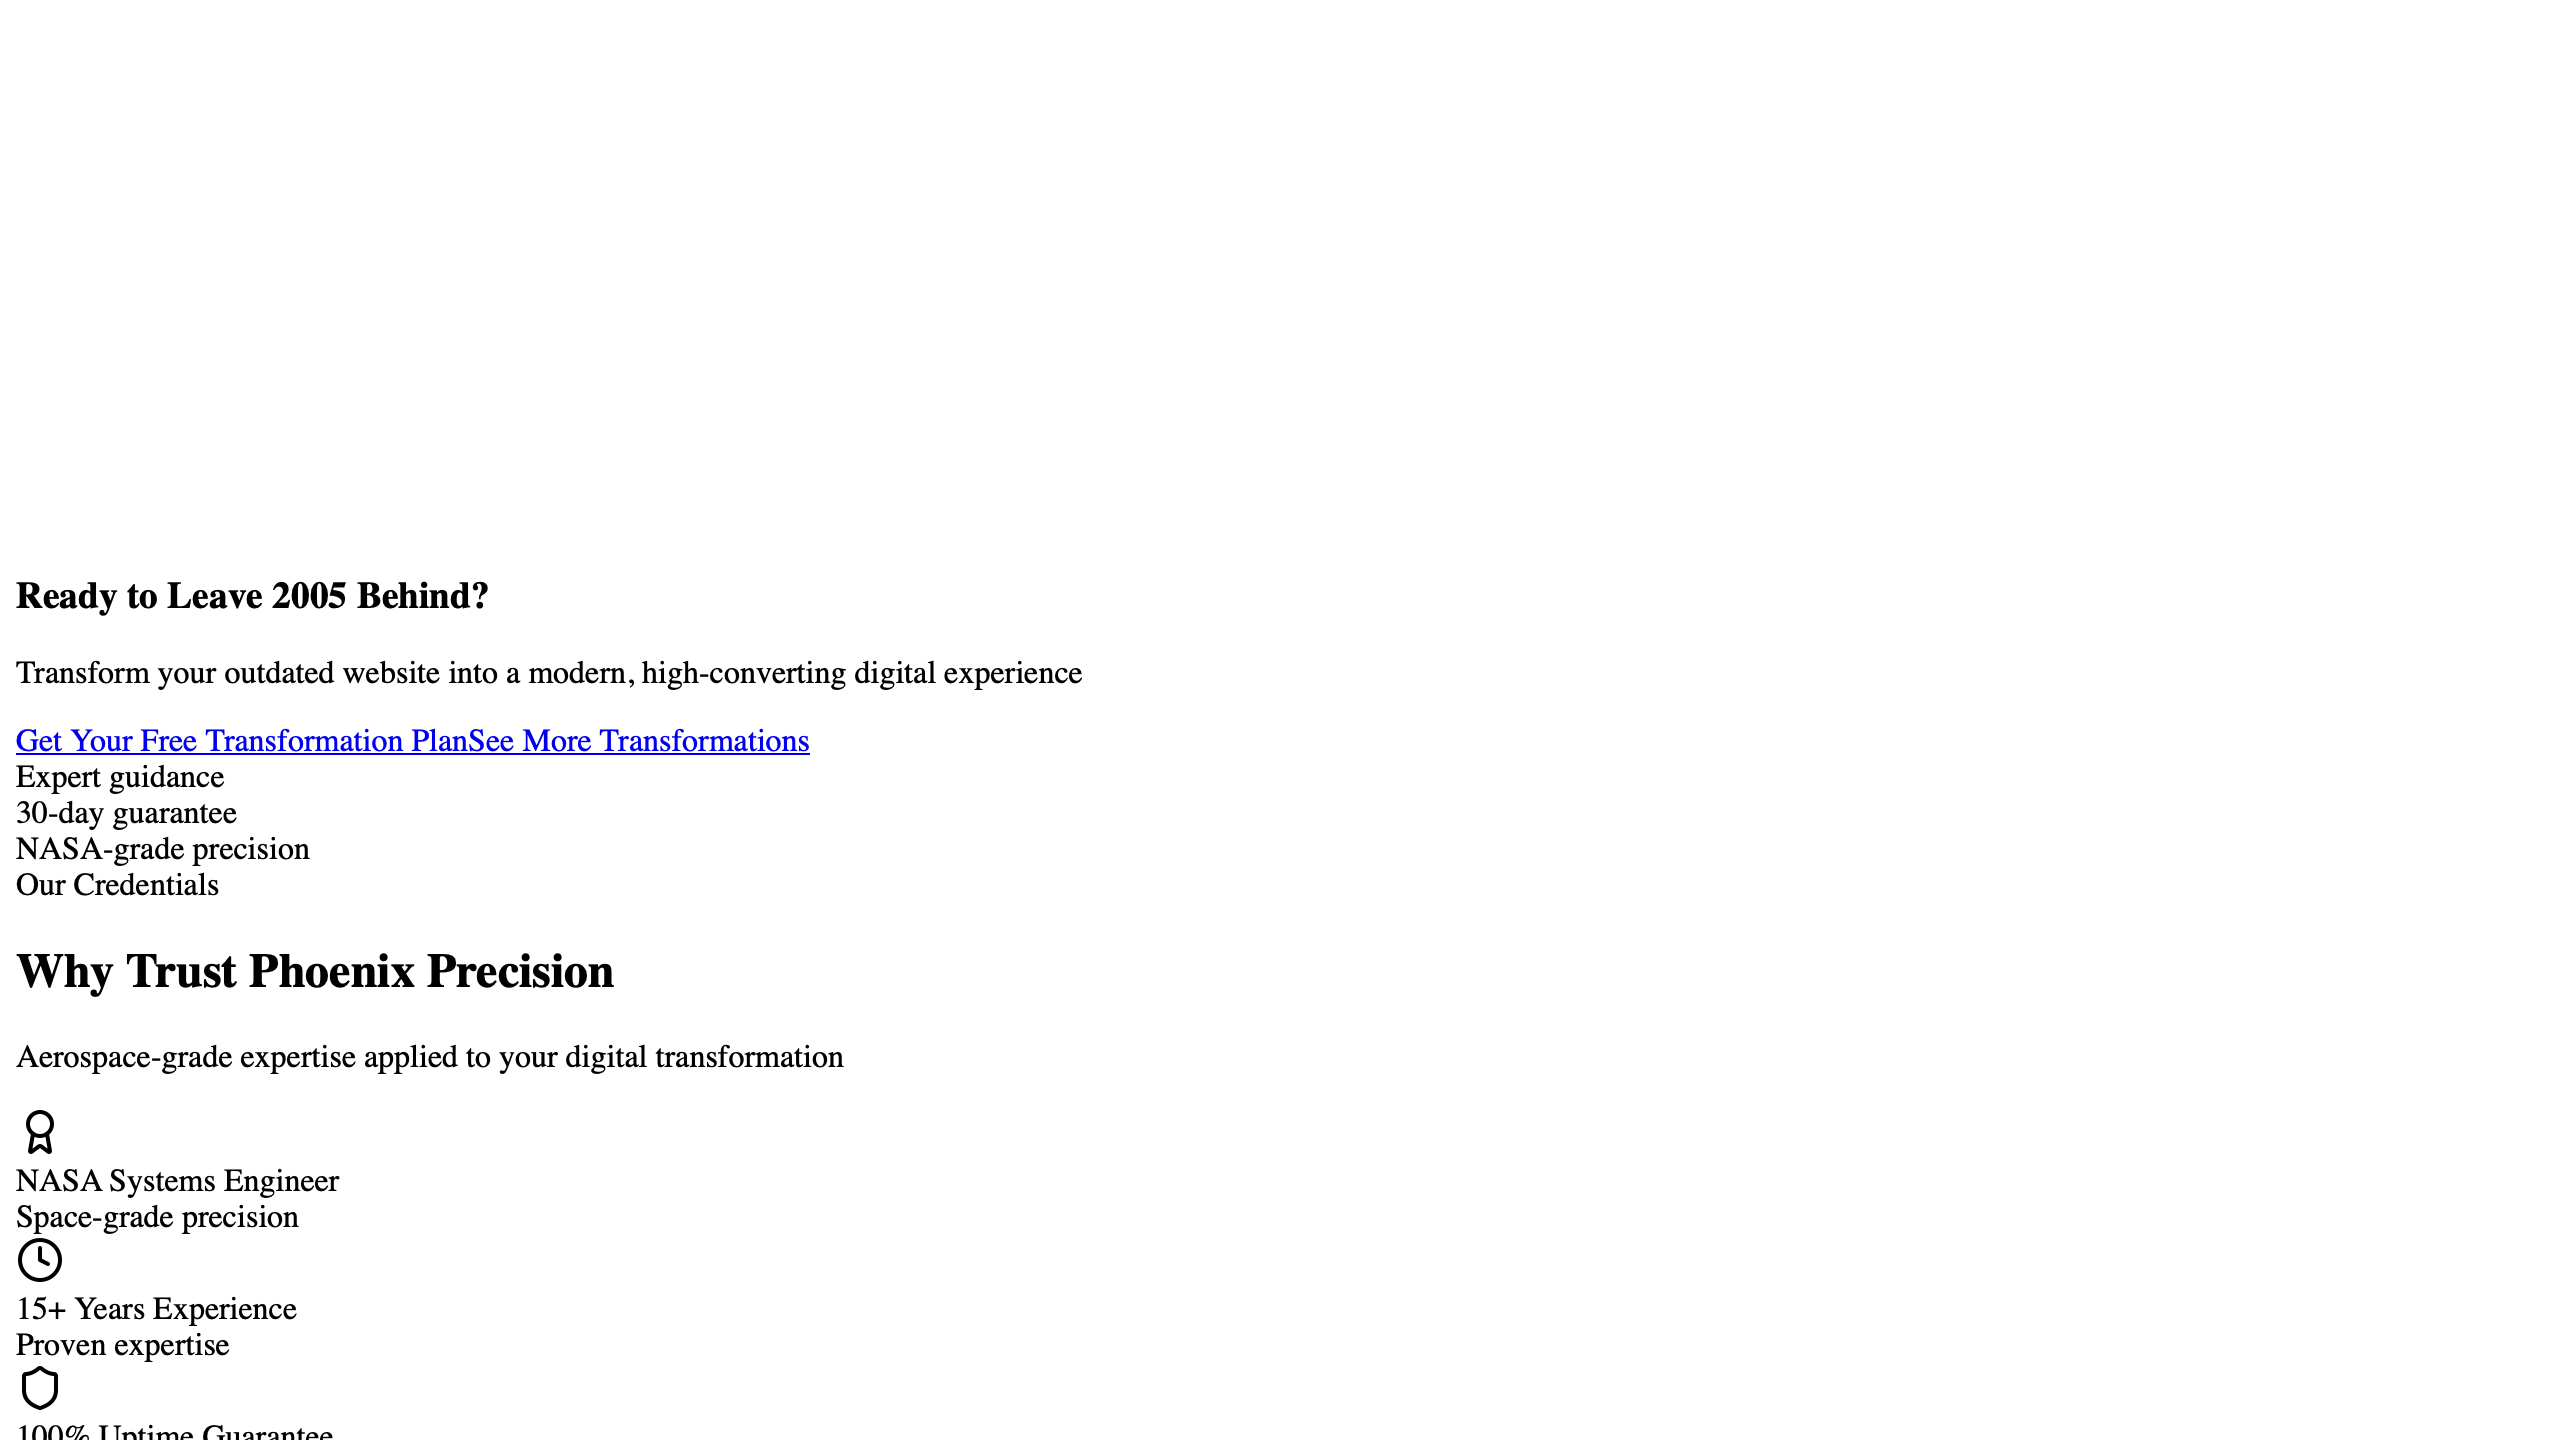 Ready to Leave 2005 Behind?
Transform your outdated website into a modern, high-converting digital experience
Get Your Free Transformation PlanSee More Transformations
Expert guidance
30-day guarantee
NASA-grade precision
Our Credentials
Why Trust Phoenix Precision
Aerospace-grade expertise applied to your digital transformation
NASA Systems Engineer
Space-grade precision
15+ Years Experience
Proven expertise
100% Uptime Guarantee